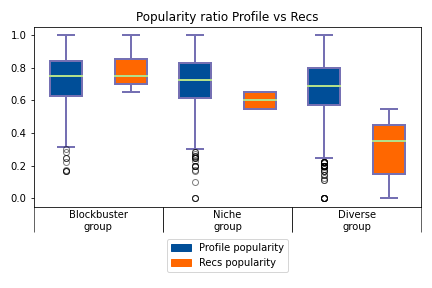 Popularity ratio Profile vs Recs
1.0
0.8
0.6
0.4
0.2
0.0
Blockbuster
group
Niche
group
Diverse
group
Profile popularity
Recs popularity